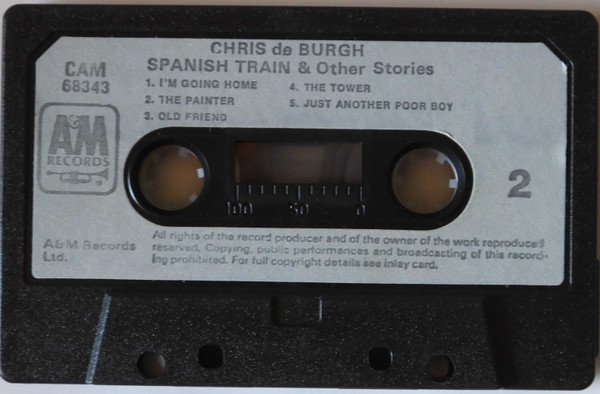 CHRIS de BURGH
SPANISH TRAIN & Other Stories
CAM
68343
1. I'M GOING HOME
2. THE PAINTER
3. OLD FRIEND
4. THE TOWER
5. JUST ANOTHER POOR BOY
A&M
RECORDS
100 50 0
2
A&M Records
Ltd.
All rights of the record producer and of the owner of the work reproduced
reserved. Copying, public performances and broadcasting of this record-
ing prohibited. For full copyright details see inlay card.